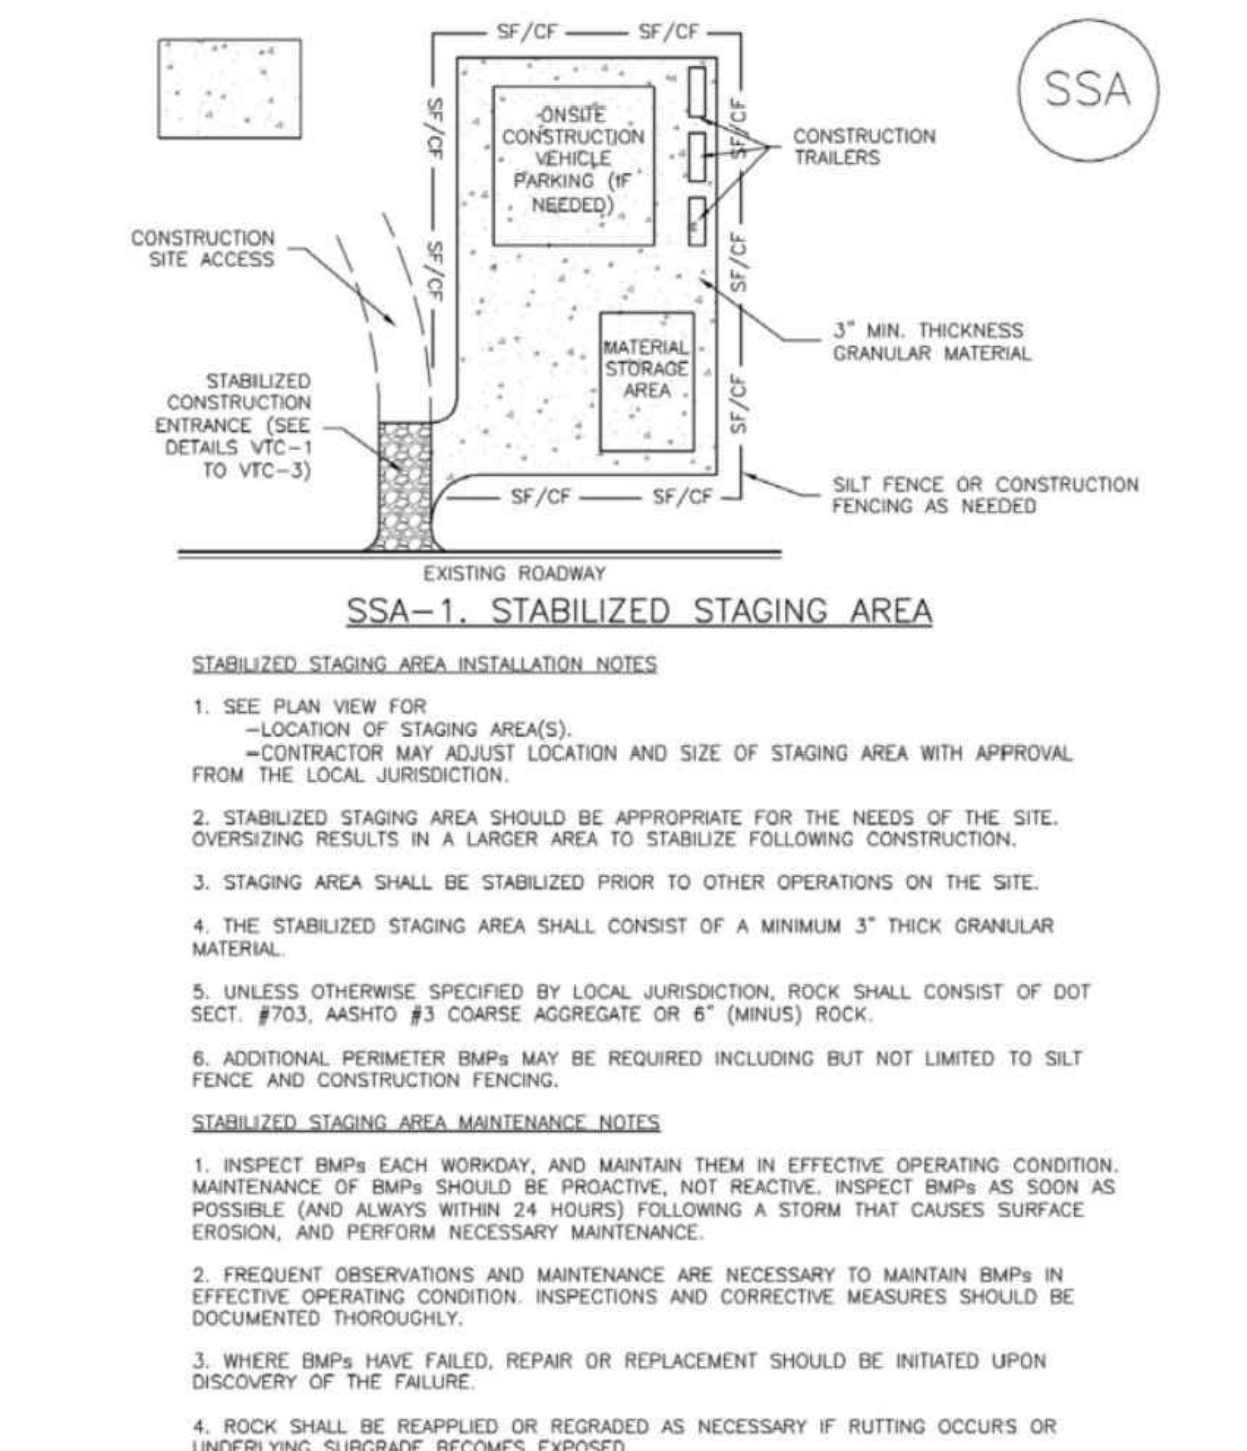 SF/CF
SF/CF
SSA
ONSITE
CONSTRUCTION
VEHICLE
PARKING (IF
NEEDED)
SF/CF
SF/CF
CONSTRUCTION
TRAILERS
CONSTRUCTION
SITE ACCESS
SF/CF
SF/CF
3" MIN. THICKNESS
GRANULAR MATERIAL
MATERIAL
STORAGE
AREA
STABILIZED
CONSTRUCTION
ENTRANCE (SEE
DETAILS VTC-1
TO VTC-3)
SF/CF
SF/CF
SF/CF
SILT FENCE OR CONSTRUCTION
FENCING AS NEEDED
EXISTING ROADWAY
SSA-1. STABILIZED STAGING AREA
STABILIZED STAGING AREA INSTALLATION NOTES
1. SEE PLAN VIEW FOR
-LOCATION OF STAGING AREA(S).
-CONTRACTOR MAY ADJUST LOCATION AND SIZE OF STAGING AREA WITH APPROVAL
FROM THE LOCAL JURISDICTION.
2. STABILIZED STAGING AREA SHOULD BE APPROPRIATE FOR THE NEEDS OF THE SITE.
OVERSIZING RESULTS IN A LARGER AREA TO STABILIZE FOLLOWING CONSTRUCTION.
3. STAGING AREA SHALL BE STABILIZED PRIOR TO OTHER OPERATIONS ON THE SITE.
4. THE STABILIZED STAGING AREA SHALL CONSIST OF A MINIMUM 3" THICK GRANULAR
MATERIAL.
5. UNLESS OTHERWISE SPECIFIED BY LOCAL JURISDICTION, ROCK SHALL CONSIST OF DOT
SECT. #703, AASHTO #3 COARSE AGGREGATE OR 6" (MINUS) ROCK.
6. ADDITIONAL PERIMETER BMPs MAY BE REQUIRED INCLUDING BUT NOT LIMITED TO SILT
FENCE AND CONSTRUCTION FENCING.
STABILIZED STAGING AREA MAINTENANCE NOTES
1. INSPECT BMPs EACH WORKDAY, AND MAINTAIN THEM IN EFFECTIVE OPERATING CONDITION.
MAINTENANCE OF BMPs SHOULD BE PROACTIVE, NOT REACTIVE. INSPECT BMPs AS SOON AS
POSSIBLE (AND ALWAYS WITHIN 24 HOURS) FOLLOWING A STORM THAT CAUSES SURFACE
EROSION, AND PERFORM NECESSARY MAINTENANCE.
2. FREQUENT OBSERVATIONS AND MAINTENANCE ARE NECESSARY TO MAINTAIN BMPs IN
EFFECTIVE OPERATING CONDITION. INSPECTIONS AND CORRECTIVE MEASURES SHOULD BE
DOCUMENTED THOROUGHLY.
3. WHERE BMPs HAVE FAILED, REPAIR OR REPLACEMENT SHOULD BE INITIATED UPON
DISCOVERY OF THE FAILURE.
4. ROCK SHALL BE REAPPLIED OR REGRADED AS NECESSARY IF RUTTING OCCURS OR
UNDERLYING SUBGRADE BECOMES EXPOSED.